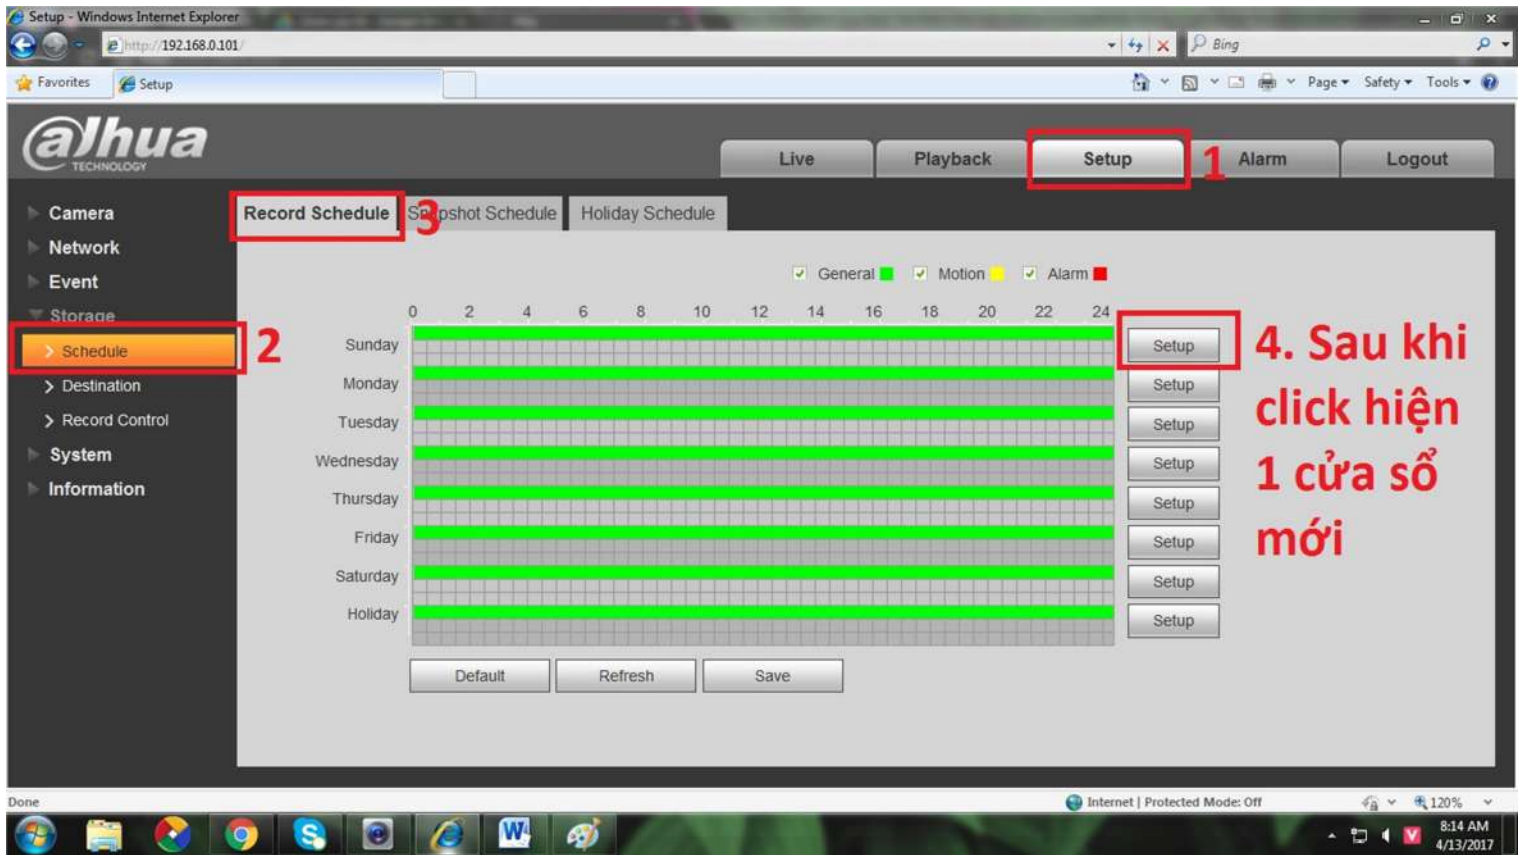 Setup - Windows Internet Explorer
http://192.168.0.101/
Bing
Favorites
Setup
Page
Safety
Tools
alhua
TECHNOLOGY
Live
Playback
Setup
1
Alarm
Logout
Camera
Network
Event
Storage
Schedule
2
Destination
Record Control
System
Information
Record Schedule
3
Snapshot Schedule
Holiday Schedule
General
Motion
Alarm
0 2 4 6 8 10 12 14 16 18 20 22 24
Sunday
Setup
Monday
Setup
Tuesday
Setup
Wednesday
Setup
Thursday
Setup
Friday
Setup
Saturday
Setup
Holiday
Setup
4. Sau khi
click hiện
1 cửa sổ
mới
Default
Refresh
Save
Done
Internet | Protected Mode: Off
120%
W
V
8:14 AM
4/13/2017